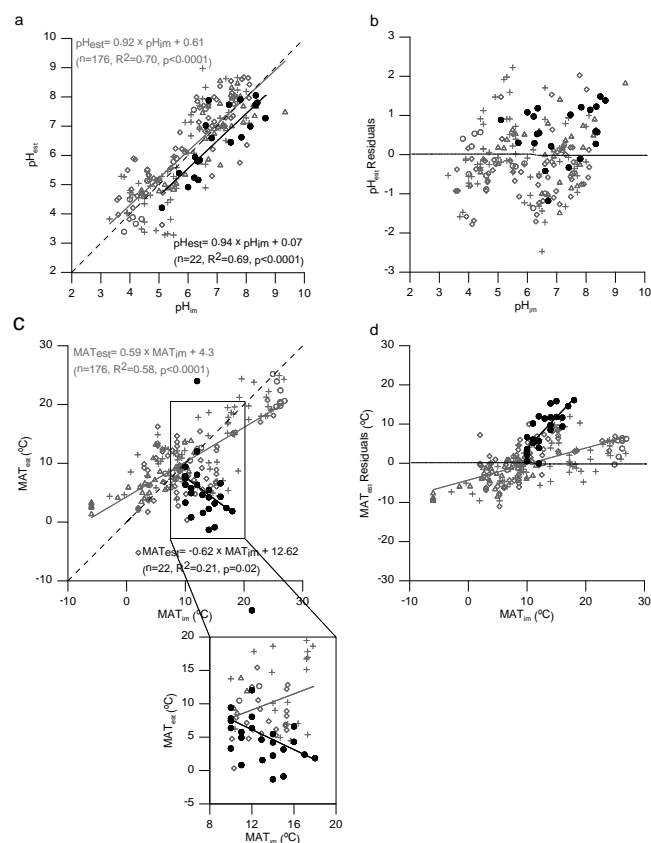 a
pHest= 0.92 x pHim + 0.61
(n=176, R2=0.70, p<0.0001)
10
9
8
7
6
5
4
3
2
pHest
pHest= 0.94 x pHim + 0.07
(n=22, R2=0.69, p<0.0001)
2 3 4 5 6 7 8 9 10
pHim
b
3
2
1
0
-1
-2
-3
pHest Residuals
2 3 4 5 6 7 8 9 10
pHim
c
MATest= 0.59 x MATim + 4.3
(n=176, R2=0.58, p<0.0001)
30
20
10
0
-10
MATest (ºC)
MATest= -0.62 x MATim + 12.62
(n=22, R2=0.21, p=0.02)
-10 0 10 20 30
MATim (ºC)
d
30
20
10
0
-10
-20
-30
MATest Residuals (ºC)
-10 0 10 20 30
MATim (ºC)
20
15
10
5
0
-5
MATest (ºC)
8 12 16 20
MATim (ºC)